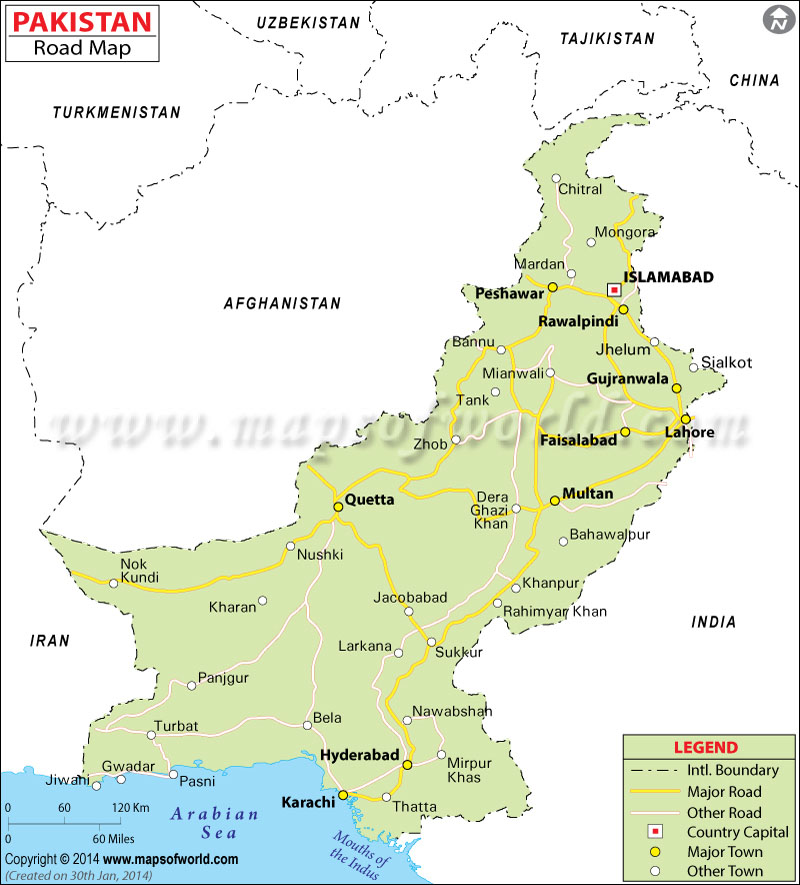 PAKISTAN
Road Map
UZBEKISTAN
TAJIKISTAN
N
CHINA
TURKMENISTAN
Chitral
Mongora
Mardan
ISLAMABAD
Peshawar
AFGHANISTAN
Rawalpindi
Bannu
Jhelum
Sialkot
Mianwali
Gujranwala
Tank
www.mapsofworld.com
Zhob
Faisalabad
Lahore
Quetta
Dera
Ghazi
Khan
Multan
Bahawalpur
Nushki
Nok
Kundi
Khanpur
Kharan
Jacobabad
Rahimyar Khan
IRAN
INDIA
Larkana
Sukkur
Panjgur
Nawabshah
Bela
Turbat
Hyderabad
Mirpur
Khas
Gwadar
Jiwani
Pasni
Karachi
Thatta
Arabian
Sea
Mouths of
the Indus
0 60 120 Km
0 60 Miles
LEGEND
Intl. Boundary
Major Road
Other Road
Country Capital
Major Town
Other Town
Copyright © 2014 www.mapsofworld.com
(Created on 30th Jan, 2014)